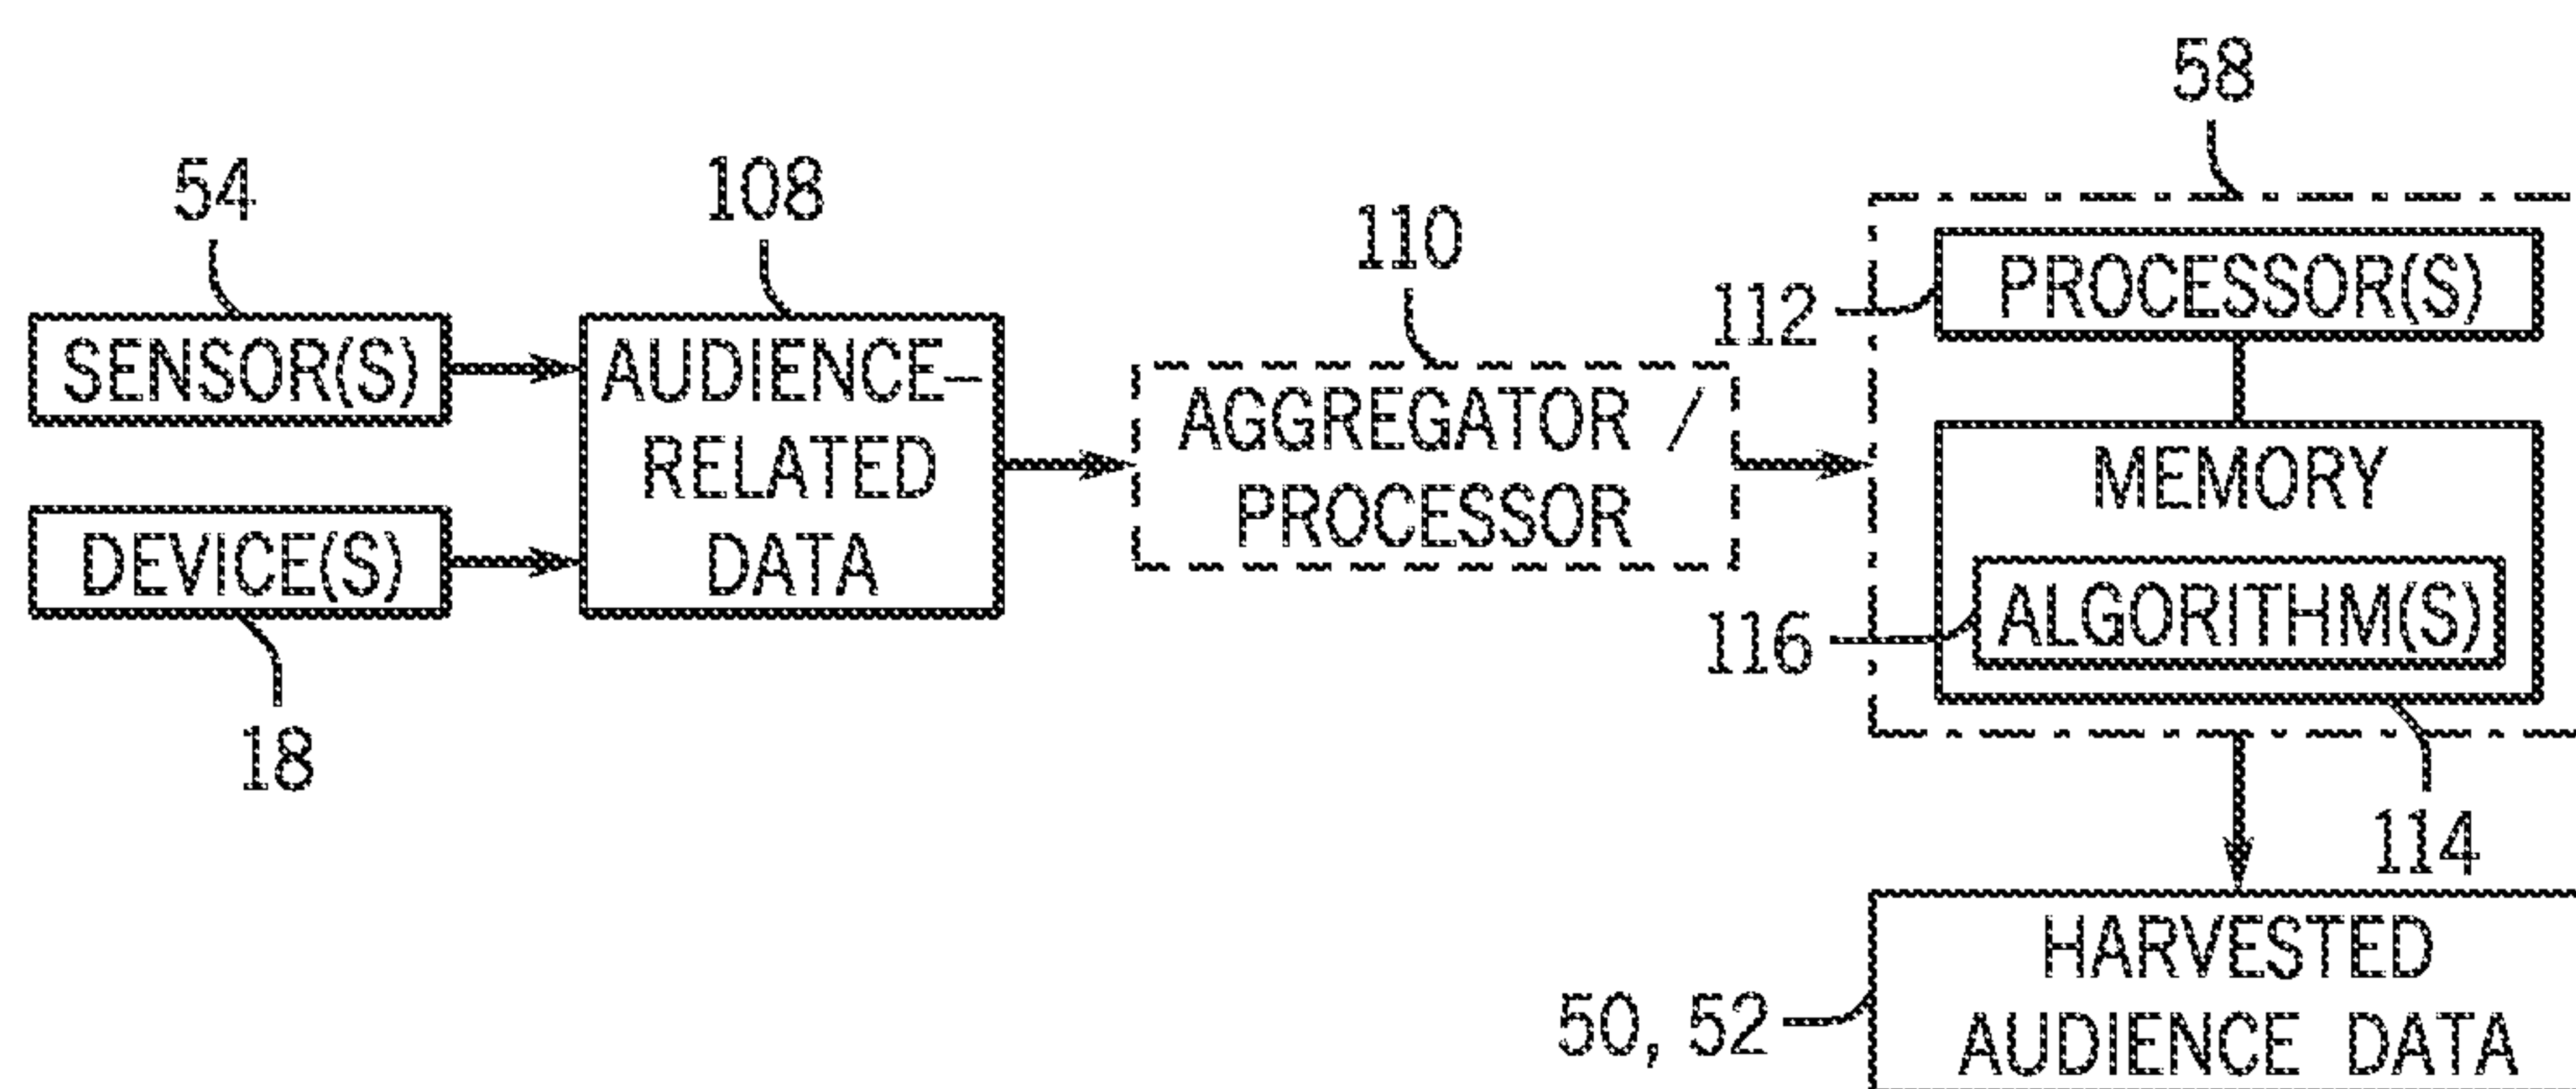 58
54
108
110
112
PROCESSOR(S)
SENSOR(S)
AUDIENCE–
RELATED
DATA
AGGREGATOR /
PROCESSOR
MEMORY
DEVICE(S)
116
ALGORITHM(S)
18
114
HARVESTED
AUDIENCE DATA
50, 52